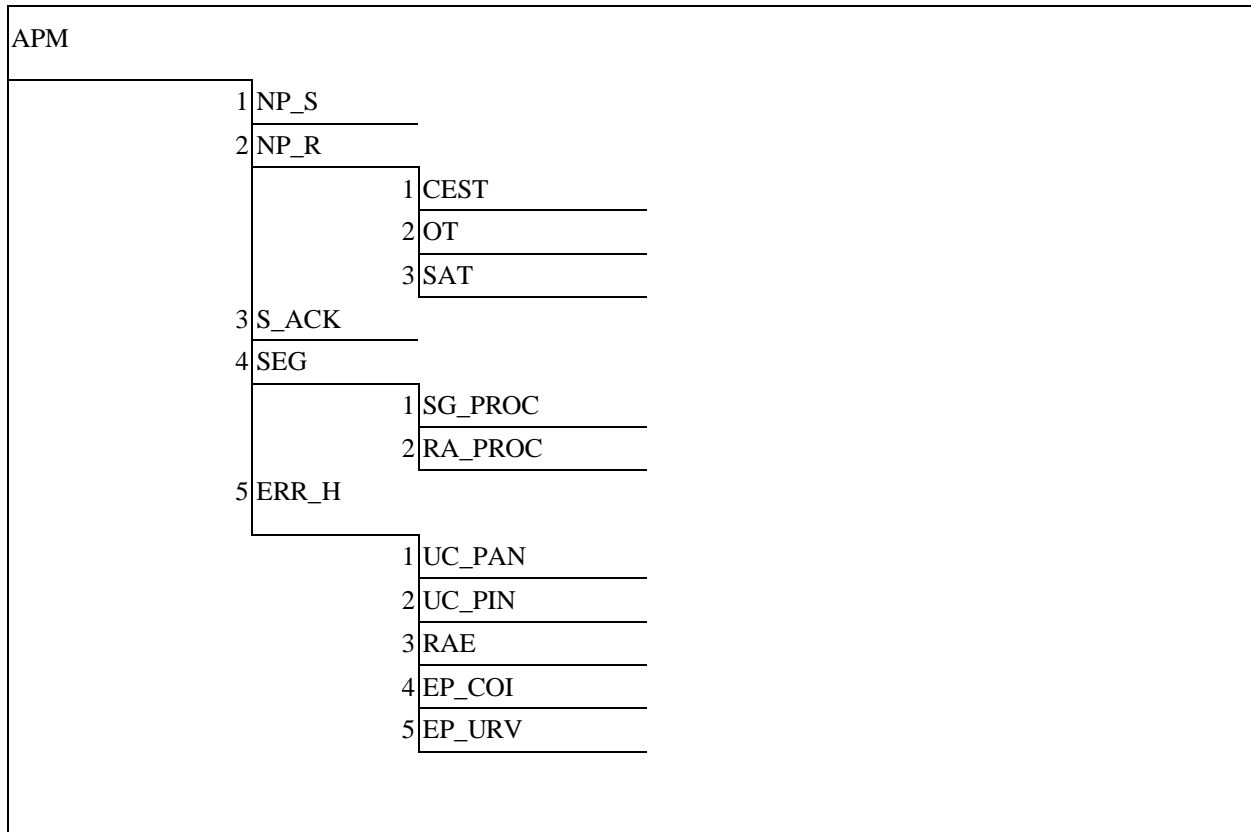 APM
1 NP_S
2 NP_R
1 CEST
2 OT
3 SAT
3 S_ACK
4 SEG
1 SG_PROC
2 RA_PROC
5 ERR_H
1 UC_PAN
2 UC_PIN
3 RAE
4 EP_COI
5 EP_URV